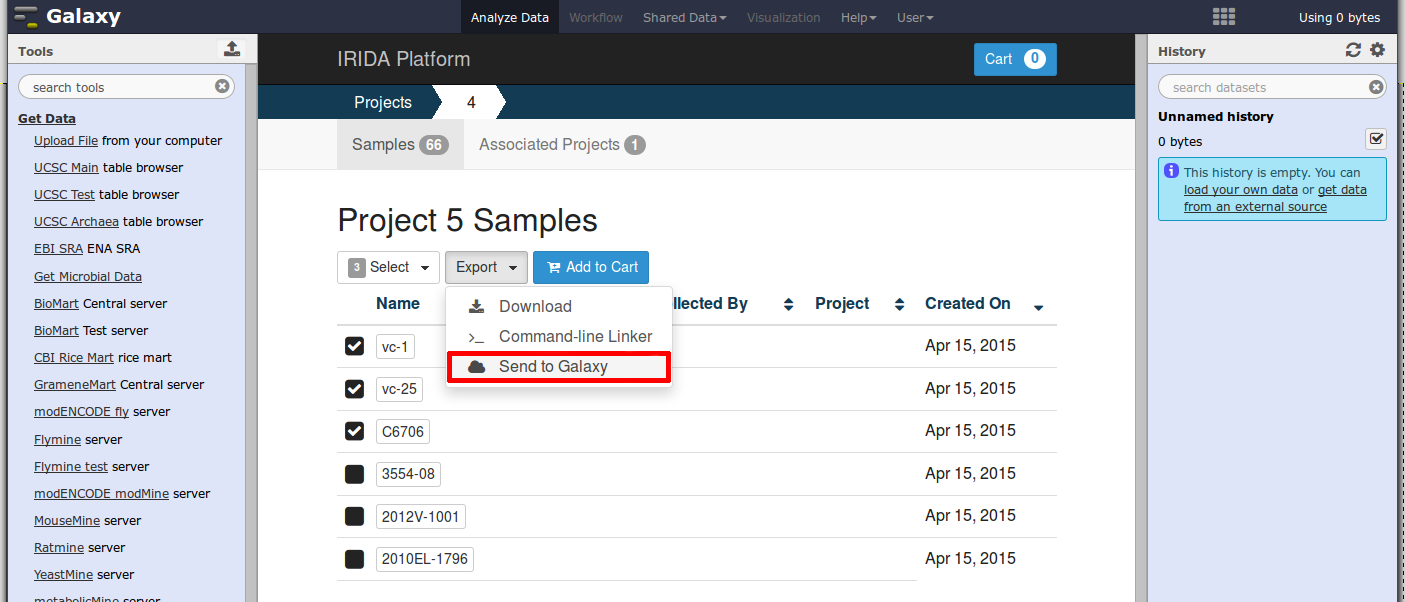 Galaxy
Analyze Data Workflow Shared Data Visualization Help User
Using 0 bytes
Tools
search tools
Get Data
Upload File from your computer
UCSC Main table browser
UCSC Test table browser
UCSC Archaea table browser
EBI SRA ENA SRA
Get Microbial Data
BioMart Central server
BioMart Test server
CBI Rice Mart rice mart
GrameneMart Central server
modENCODE fly server
Flymine server
Flymine test server
modENCODE modMine server
MouseMine server
Ratmine server
YeastMine server
metabolicMine server
IRIDA Platform
Cart 0
Projects 4
Samples 66 Associated Projects 1
Project 5 Samples
3 Select Export Add to Cart
Name llected By Project Created On
Download
Command-line Linker
Send to Galaxy
vc-1 Apr 15, 2015
vc-25 Apr 15, 2015
C6706 Apr 15, 2015
3554-08 Apr 15, 2015
2012V-1001 Apr 15, 2015
2010EL-1796 Apr 15, 2015
History
search datasets
Unnamed history
0 bytes
This history is empty. You can
load your own data or get data
from an external source